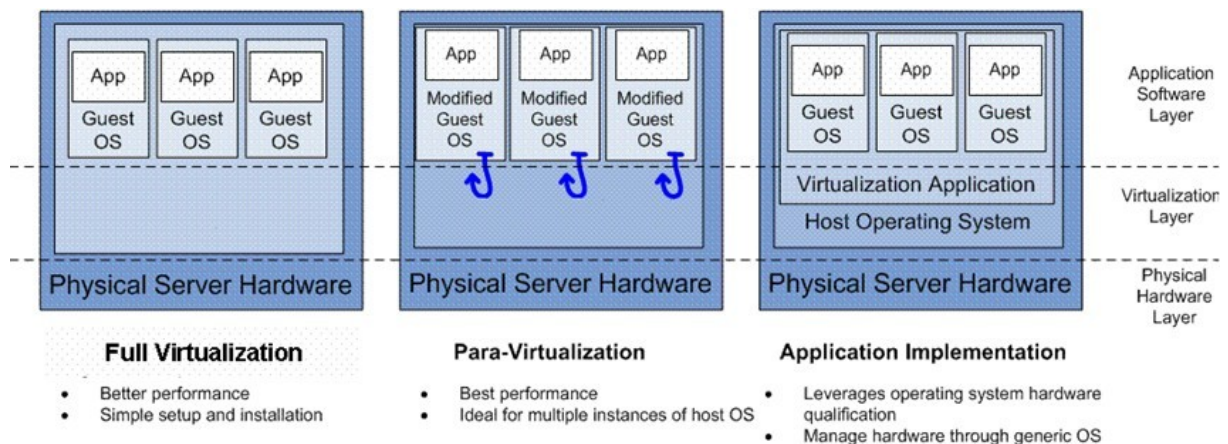 App
App
App
Guest
OS
Guest
OS
Guest
OS
Physical Server Hardware
App
App
App
Modified
Guest
OS
Modified
Guest
OS
Modified
Guest
OS
Physical Server Hardware
App
App
App
Guest
OS
Guest
OS
Guest
OS
Virtualization Application
Host Operating System
Physical Server Hardware
Application
Software
Layer
Virtualization
Layer
Physical
Hardware
Layer
Full Virtualization
• Better performance
• Simple setup and installation
Para-Virtualization
• Best performance
• Ideal for multiple instances of host OS
Application Implementation
• Leverages operating system hardware
qualification
• Manage hardware through generic OS